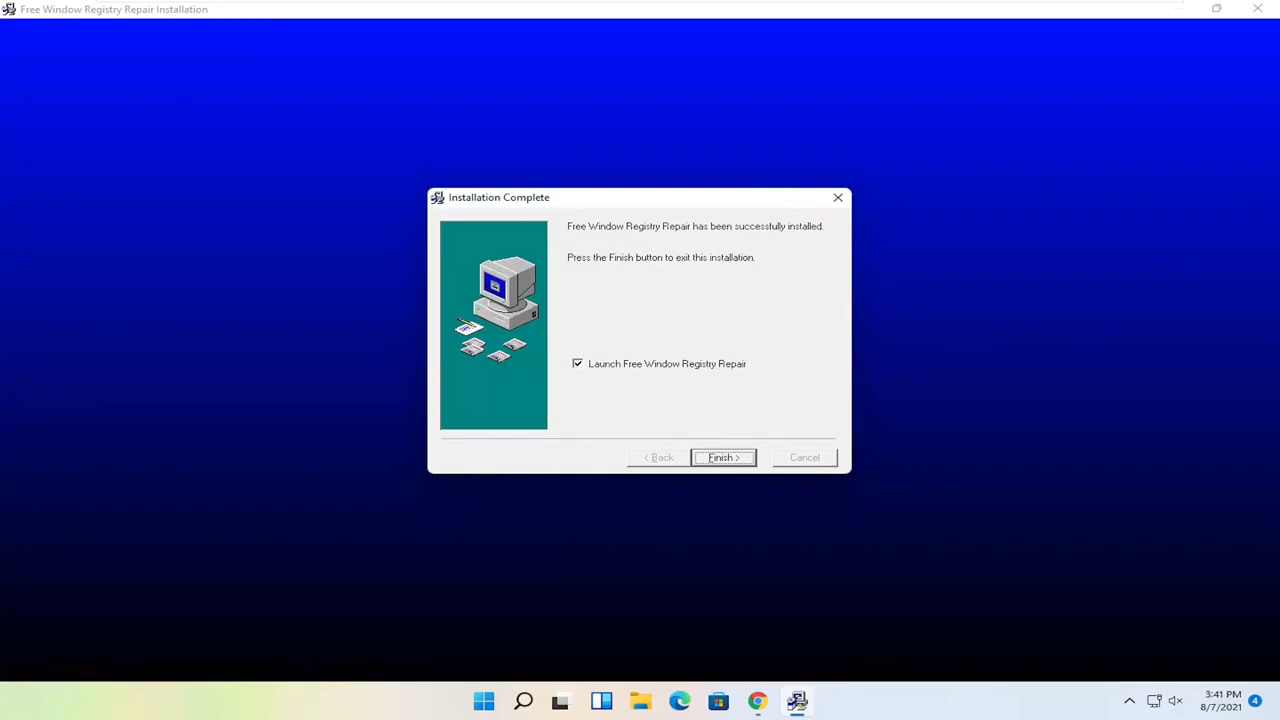 Free Window Registry Repair Installation
Installation Complete
Free Window Registry Repair has been successfully installed.
Press the Finish button to exit this installation.
Launch Free Window Registry Repair
< Back
Finish >
Cancel
3:41 PM
8/7/2021
4